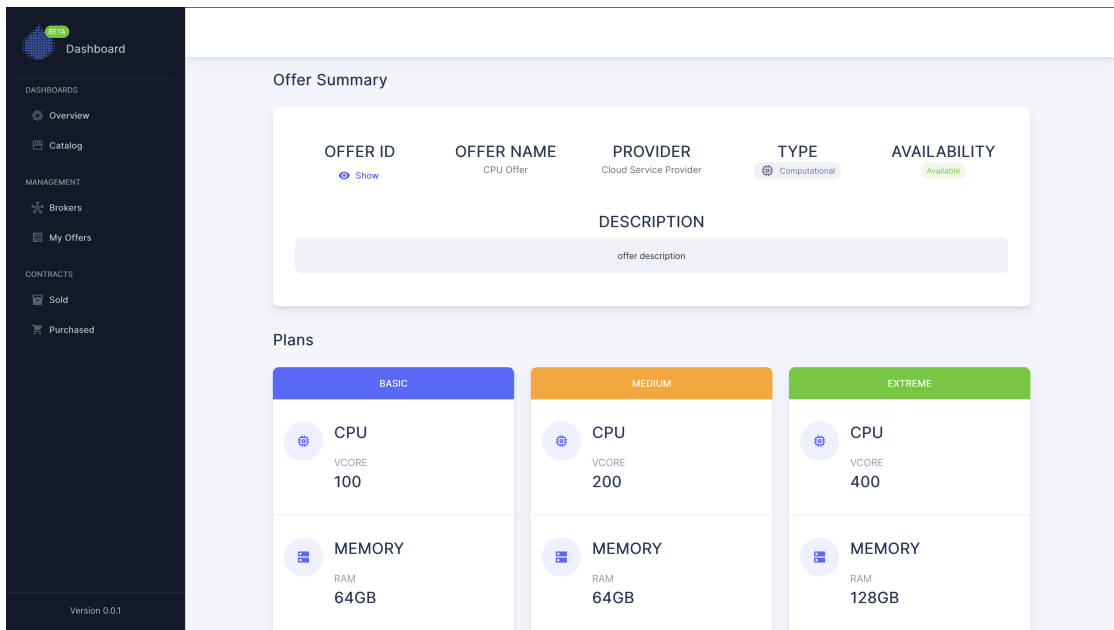 BETA
Dashboard
DASHBOARDS
Overview
Catalog
MANAGEMENT
Brokers
My Offers
CONTRACTS
Sold
Purchased
Version 0.0.1
Offer Summary
OFFER ID
Show
OFFER NAME
CPU Offer
PROVIDER
Cloud Service Provider
TYPE
Computational
AVAILABILITY
Available
DESCRIPTION
offer description
Plans
BASIC
CPU
VCORE
100
MEMORY
RAM
64GB
MEDIUM
CPU
VCORE
200
MEMORY
RAM
64GB
EXTREME
CPU
VCORE
400
MEMORY
RAM
128GB